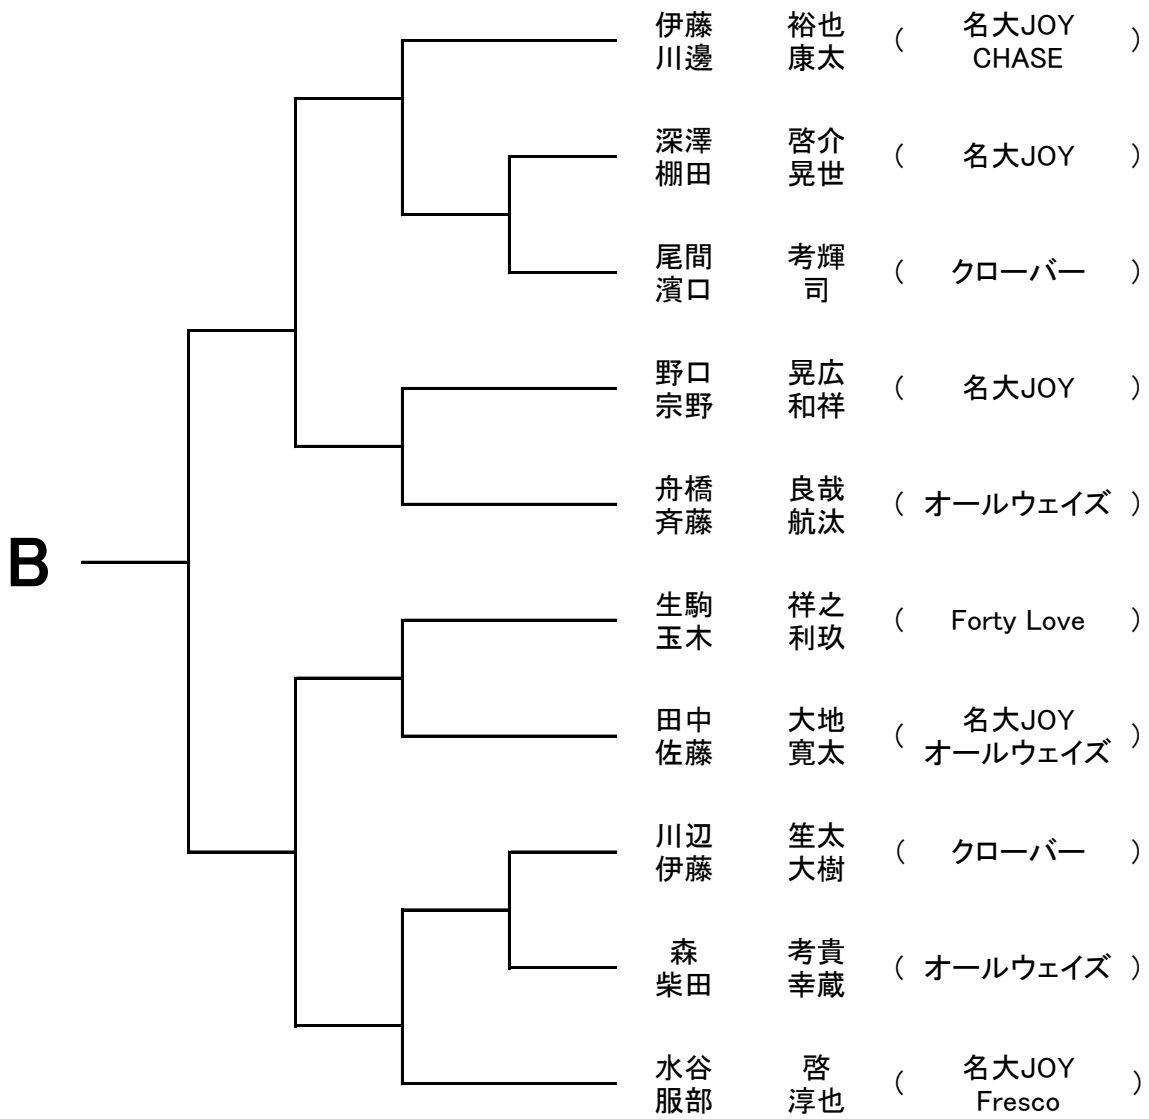 伊藤 裕也 ( 名大JOY )
川邊 康太 CHASE
深澤 啓介 ( 名大JOY )
棚田 晃世
尾間 考輝 ( クローバー )
濱口 司
野口 晃広 ( 名大JOY )
宗野 和祥
舟橋 良哉 ( オールウェイズ )
斉藤 航汰
B
生駒 祥之 ( Forty Love )
玉木 利玖
田中 大地 ( 名大JOY )
佐藤 寛太 オールウェイズ
川辺 笙太 ( クローバー )
伊藤 大樹
森 考貴 ( オールウェイズ )
柴田 幸蔵
水谷 啓 ( 名大JOY )
服部 淳也 Fresco